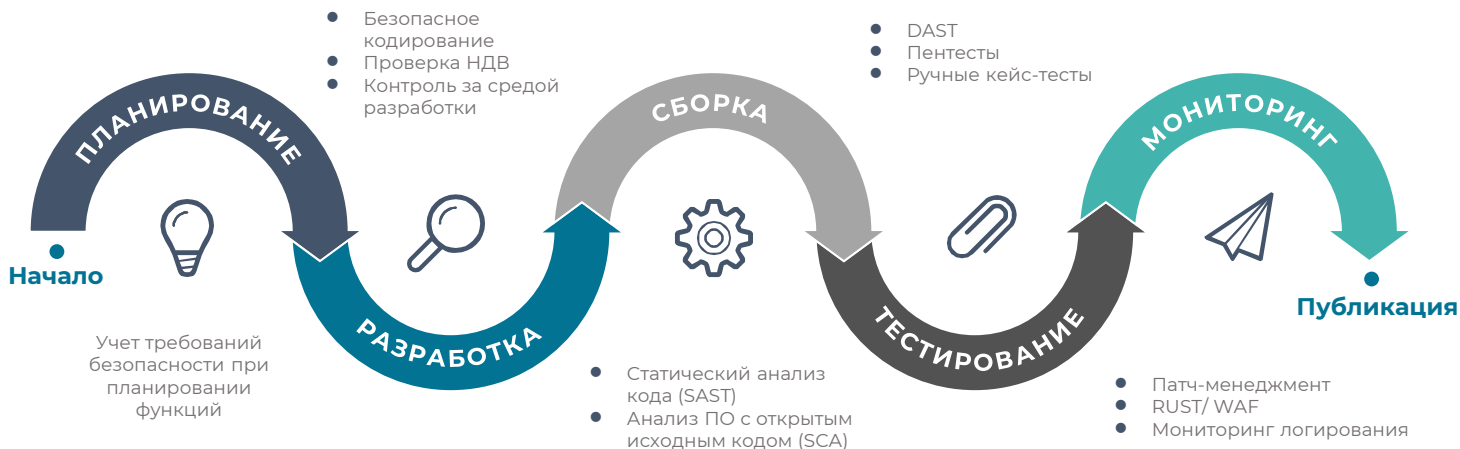 Безопасное
кодирование
Проверка НДВ
Контроль за средой
разработки
DAST
Пентесты
Ручные кейс-тесты
ПЛАНИРОВАНИЕ
СБОРКА
МОНИТОРИНГ
Начало
Публикация
РАЗРАБОТКА
ТЕСТИРОВАНИЕ
Учет требований
безопасности при
планировании
функций
Статический анализ
кода (SAST)
Анализ ПО с открытым
исходным кодом (SCA)
Патч-менеджмент
RUST/ WAF
Мониторинг логирования